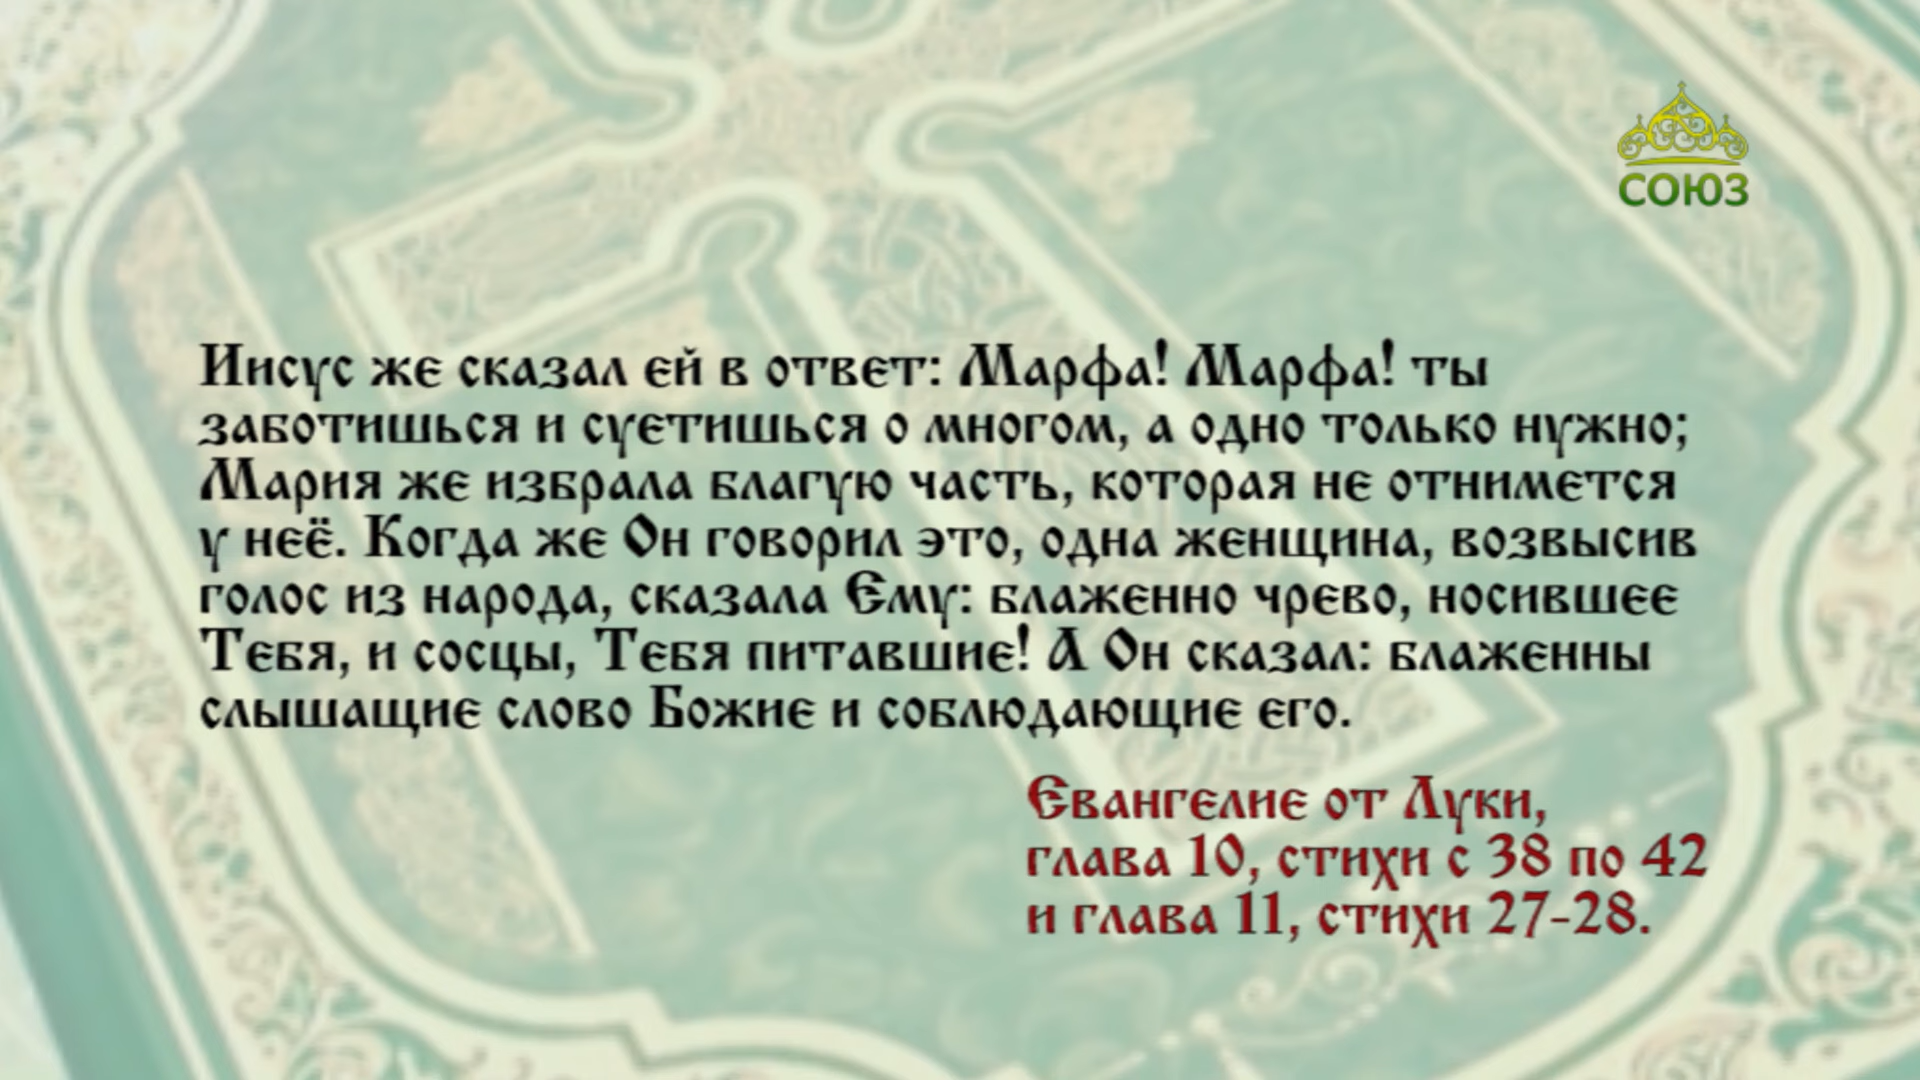 СОЮЗ
Иисус же сказал ей в ответ: Марфа! Марфа! ты
заботишься и суетишься о многом, а одно только нужно;
Мария же избрала благую часть, которая не отнимется
у неё. Когда же Он говорил это, одна женщина, возвысив
голос из народа, сказала Ему: блаженно чрево, носившее
Тебя, и сосцы, Тебя питавшие! А Он сказал: блаженны
слышащие слово Божие и соблюдающие его.
Евангелие от Луки,
глава 10, стихи с 38 по 42
и глава 11, стихи 27-28.